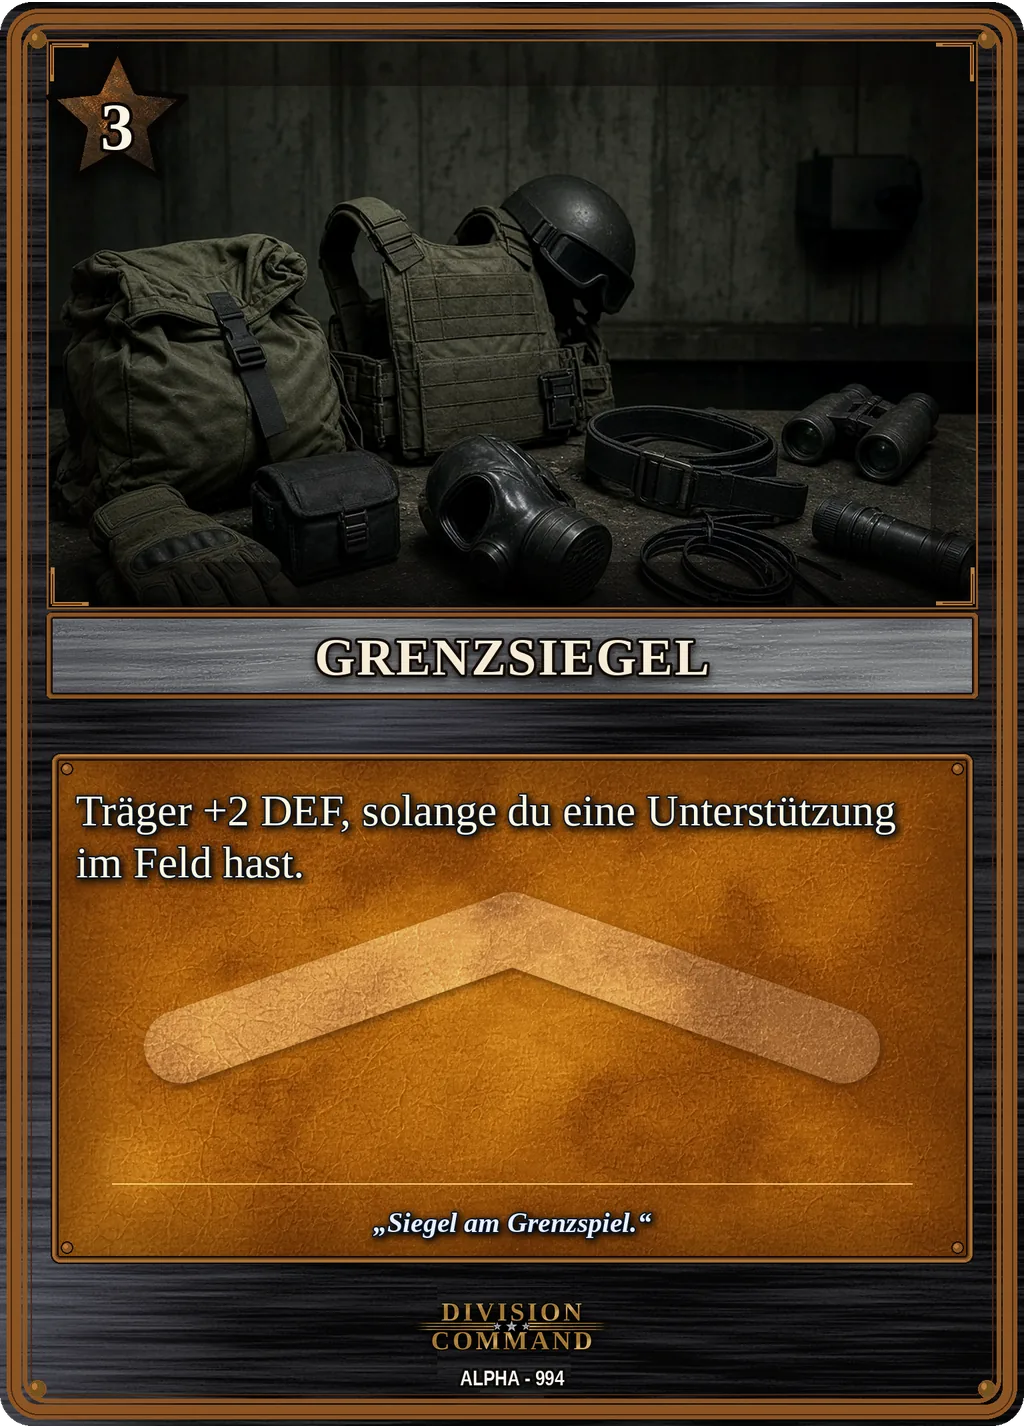 3
GRENZSIEGEL
Träger +2 DEF, solange du eine Unterstützung
im Feld hast.
„Siegel am Grenzspiel.“
DIVISION
COMMAND
ALPHA - 994